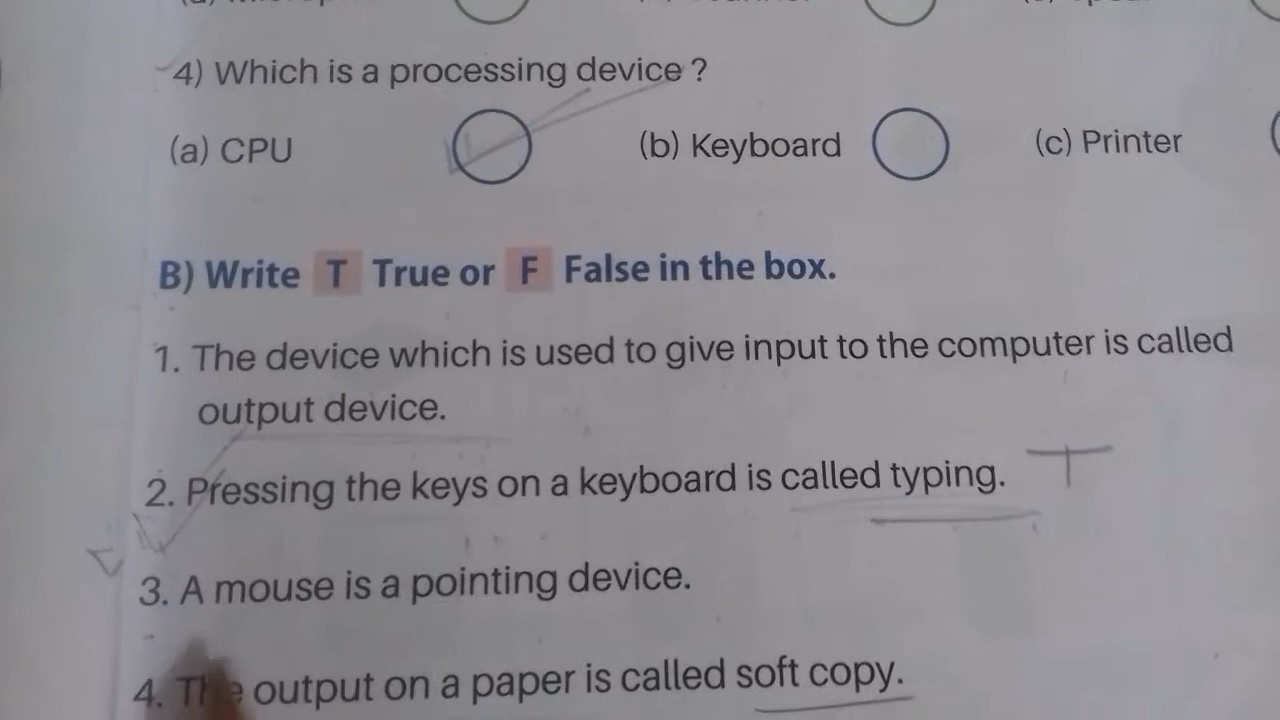 4) Which is a processing device ?
(a) CPU (b) Keyboard (c) Printer
B) Write T True or F False in the box.
1. The device which is used to give input to the computer is called
output device.
2. Pressing the keys on a keyboard is called typing. T
3. A mouse is a pointing device.
4. The output on a paper is called soft copy.